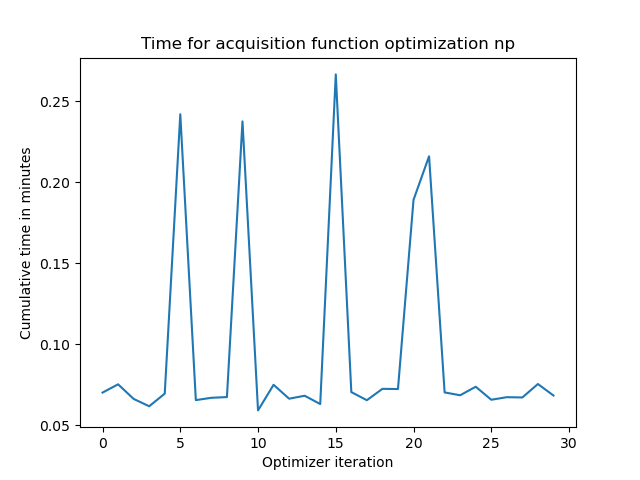 Time for acquisition function optimization np
0.25
0.20
0.15
0.10
0.05
Cumulative time in minutes
0 5 10 15 20 25 30
Optimizer iteration